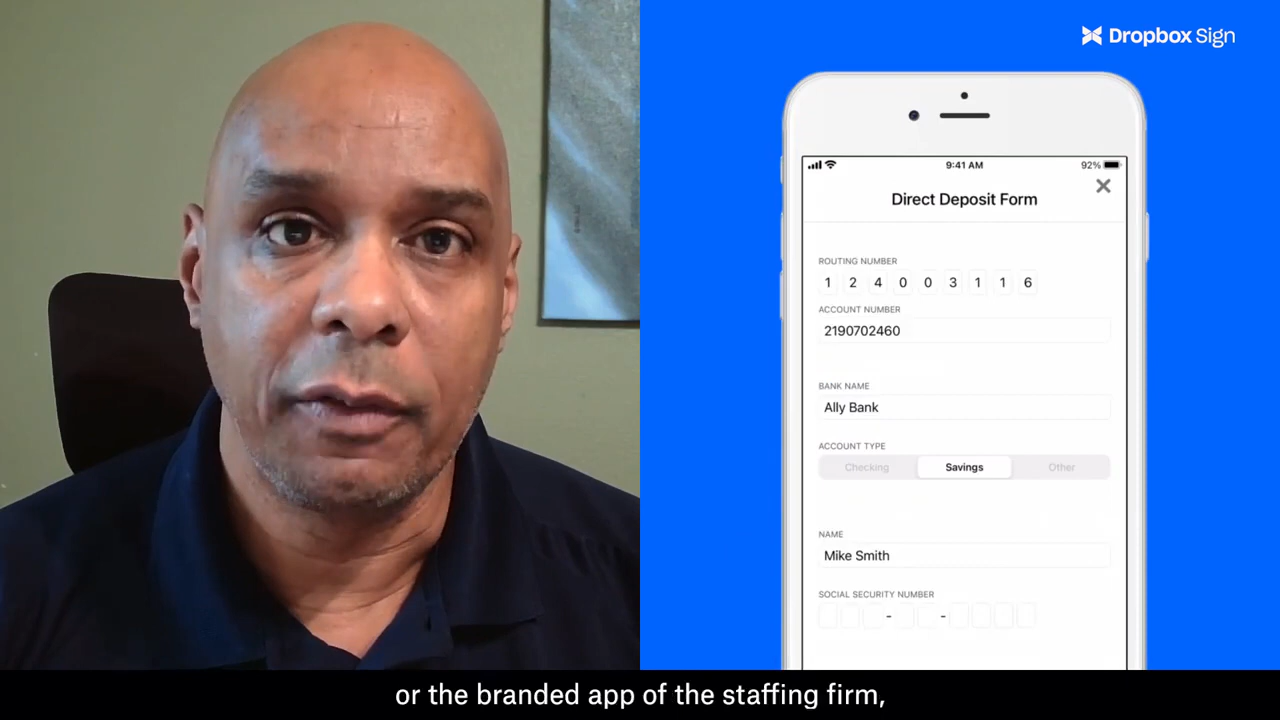 Dropbox Sign
9:41 AM
92%
Direct Deposit Form
ROUTING NUMBER
1 2 4 0 0 3 1 1 6
ACCOUNT NUMBER
2190702460
BANK NAME
Ally Bank
ACCOUNT TYPE
Checking Savings Other
NAME
Mike Smith
SOCIAL SECURITY NUMBER
- -
or the branded app of the staffing firm,